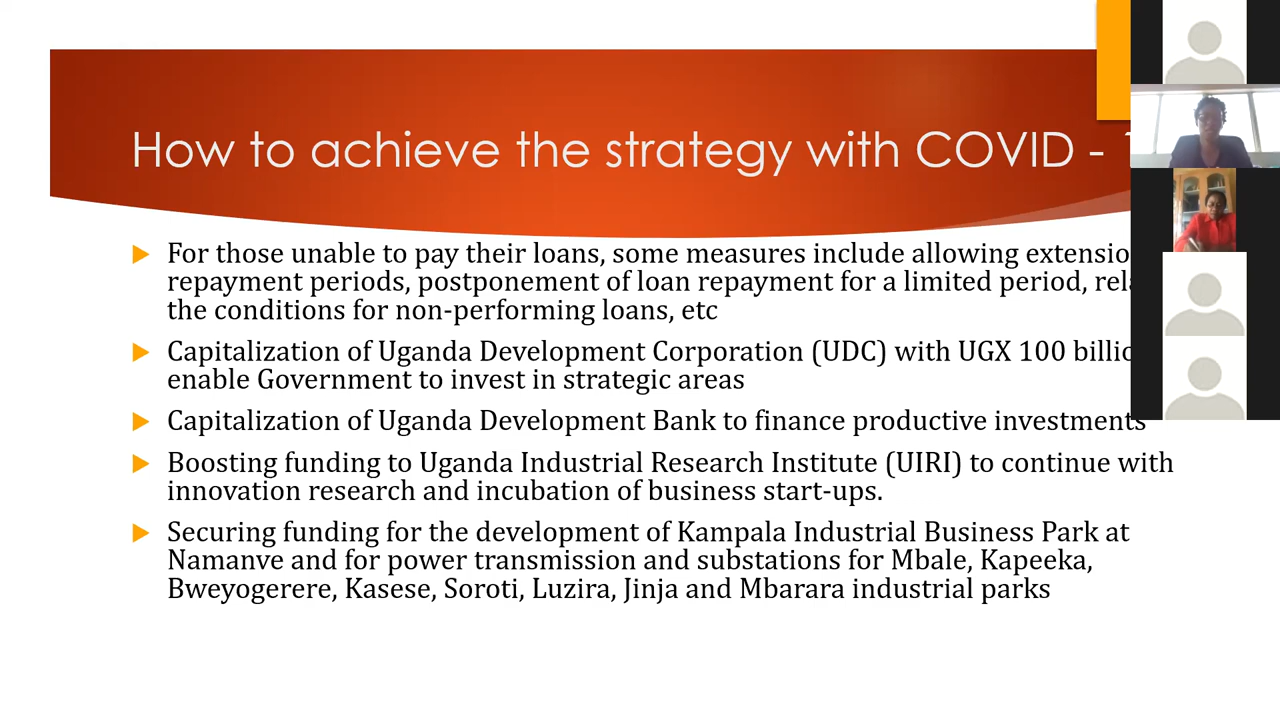 How to achieve the strategy with COVID -
For those unable to pay their loans, some measures include allowing
repayment periods, postponement of loan repayment for a limited period,
the conditions for non-performing loans, etc
Capitalization of Uganda Development Corporation (UDC) with UGX 100
enable Government to invest in strategic areas
Capitalization of Uganda Development Bank to finance productive investments
Boosting funding to Uganda Industrial Research Institute (UIRI) to continue with
innovation research and incubation of business start-ups.
Securing funding for the development of Kampala Industrial Business Park at
Namanve and for power transmission and substations for Mbale, Kapeeka,
Bweyogerere, Kasese, Soroti, Luzira, Jinja and Mbarara industrial parks